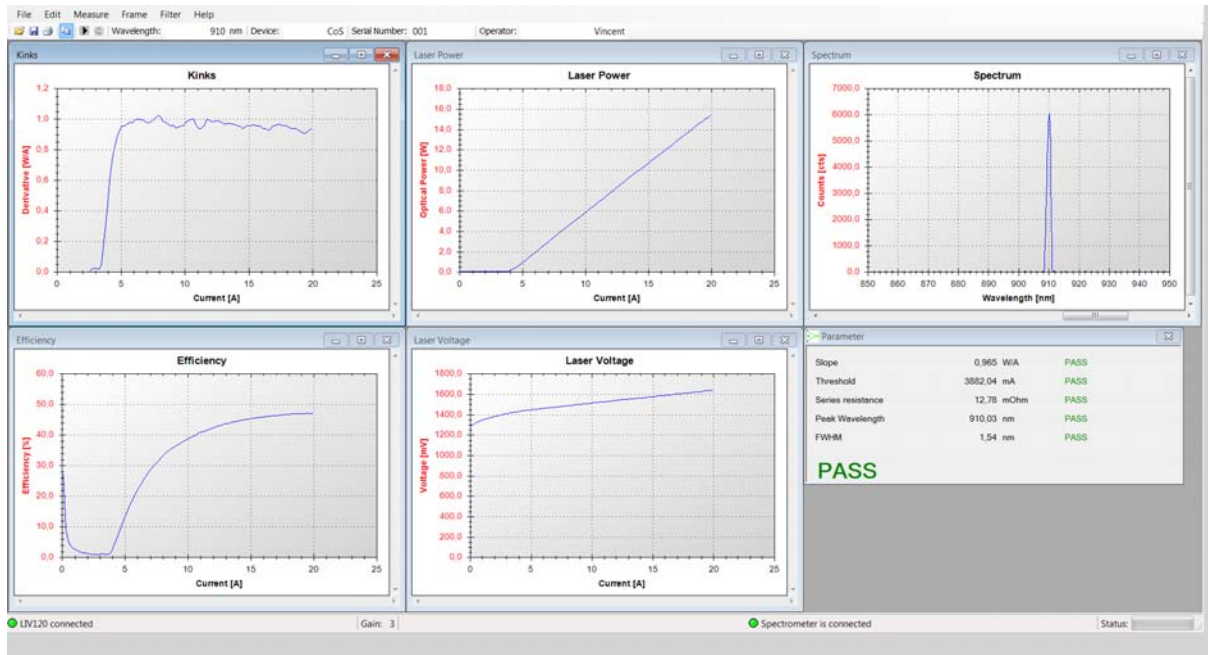 File Edit Measure Frame Filter Help
Wavelength: 910 nm Device: CoS Serial Number: 001 Operator: Vincent
Kinks
Kinks
1,2
1,0
0,8
0,6
0,4
0,2
0,0
Derivative [W/A]
0 5 10 15 20 25
Current [A]
Laser Power
Laser Power
18,0
16,0
14,0
12,0
10,0
8,0
6,0
4,0
2,0
0,0
Optical Power [W]
0 5 10 15 20 25
Current [A]
Spectrum
Spectrum
7000,0
6000,0
5000,0
4000,0
3000,0
2000,0
1000,0
0,0
Counts [cts]
850 860 870 880 890 900 910 920 930 940 950
Wavelength [nm]
Efficiency
Efficiency
60,0
50,0
40,0
30,0
20,0
10,0
0,0
Efficiency [%]
0 5 10 15 20 25
Current [A]
Laser Voltage
Laser Voltage
1800,0
1600,0
1400,0
1200,0
1000,0
800,0
600,0
400,0
200,0
0,0
Voltage [mV]
0 5 10 15 20 25
Current [A]
Parameter
Slope 0,965 W/A PASS
Threshold 3882,04 mA PASS
Series resistance 12,78 mOhm PASS
Peak Wavelength 910,03 nm PASS
FWHM 1,54 nm PASS
PASS
LIV120 connected Gain: 3 Spectrometer is connected Status: